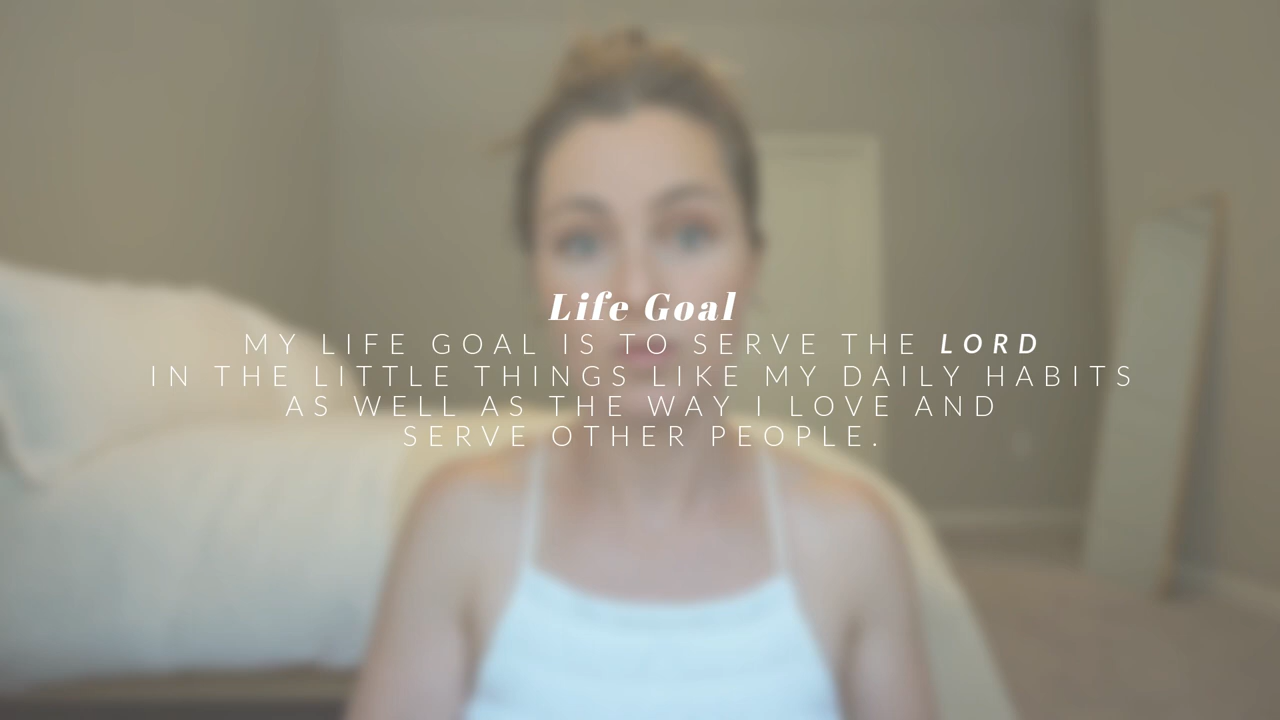 Life Goal
MY LIFE GOAL IS TO SERVE THE LORD
IN THE LITTLE THINGS LIKE MY DAILY HABITS
AS WELL AS THE WAY I LOVE AND
SERVE OTHER PEOPLE.